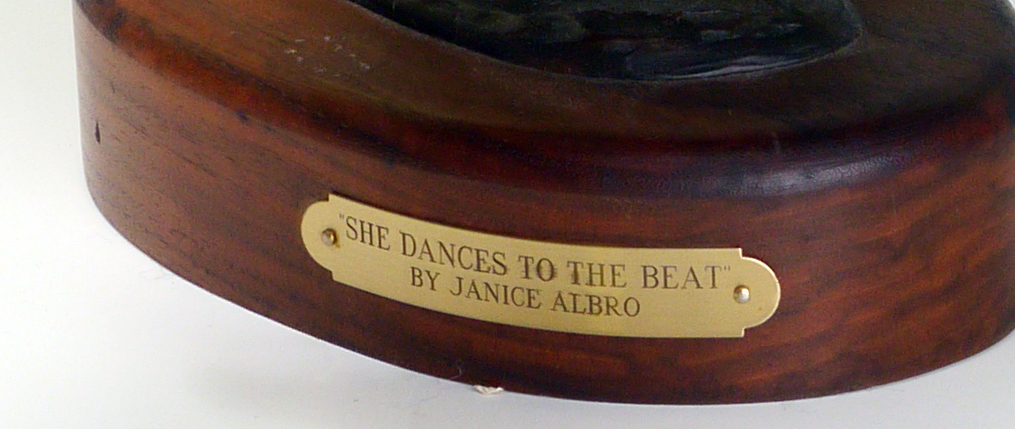 "SHE DANCES TO THE BEAT"
BY JANICE ALBRO